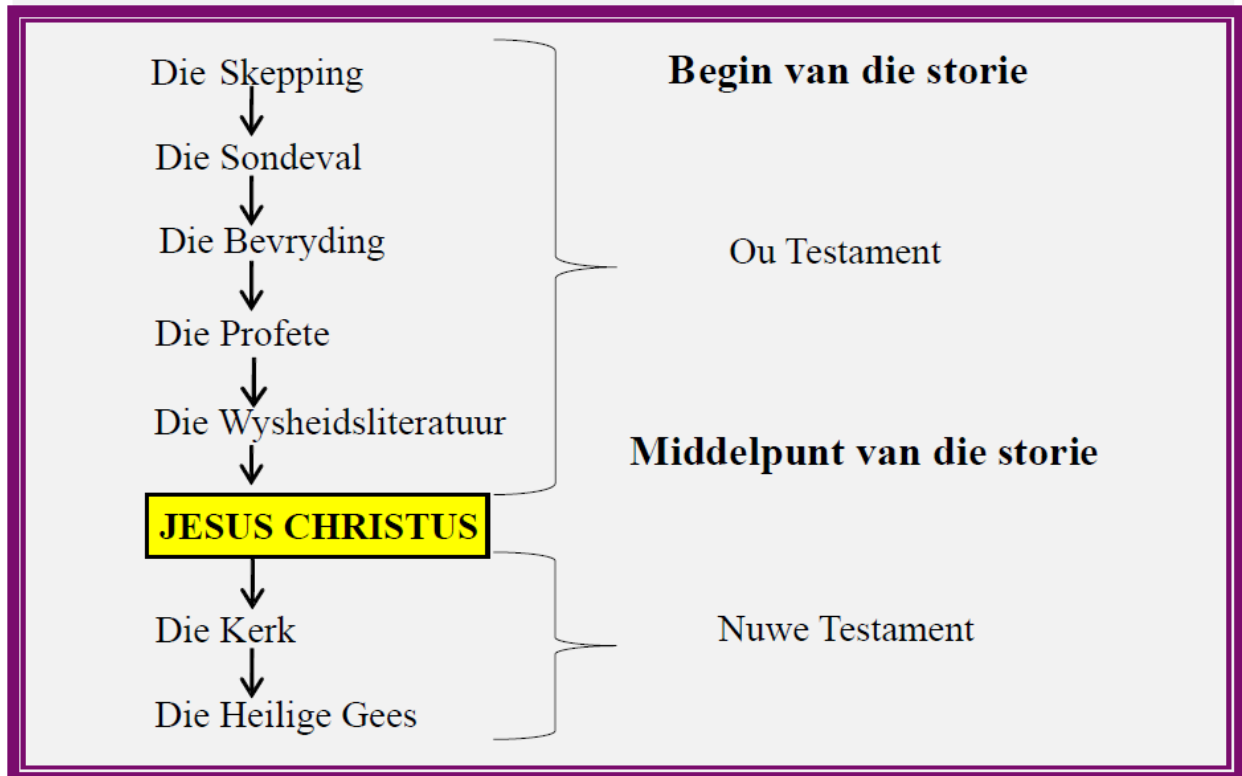 Die Skepping
Begin van die storie
Die Sondeval
Die Bevryding
Ou Testament
Die Profete
Die Wysheidsliteratuur
Middelpunt van die storie
JESUS CHRISTUS
Die Kerk
Nuwe Testament
Die Heilige Gees